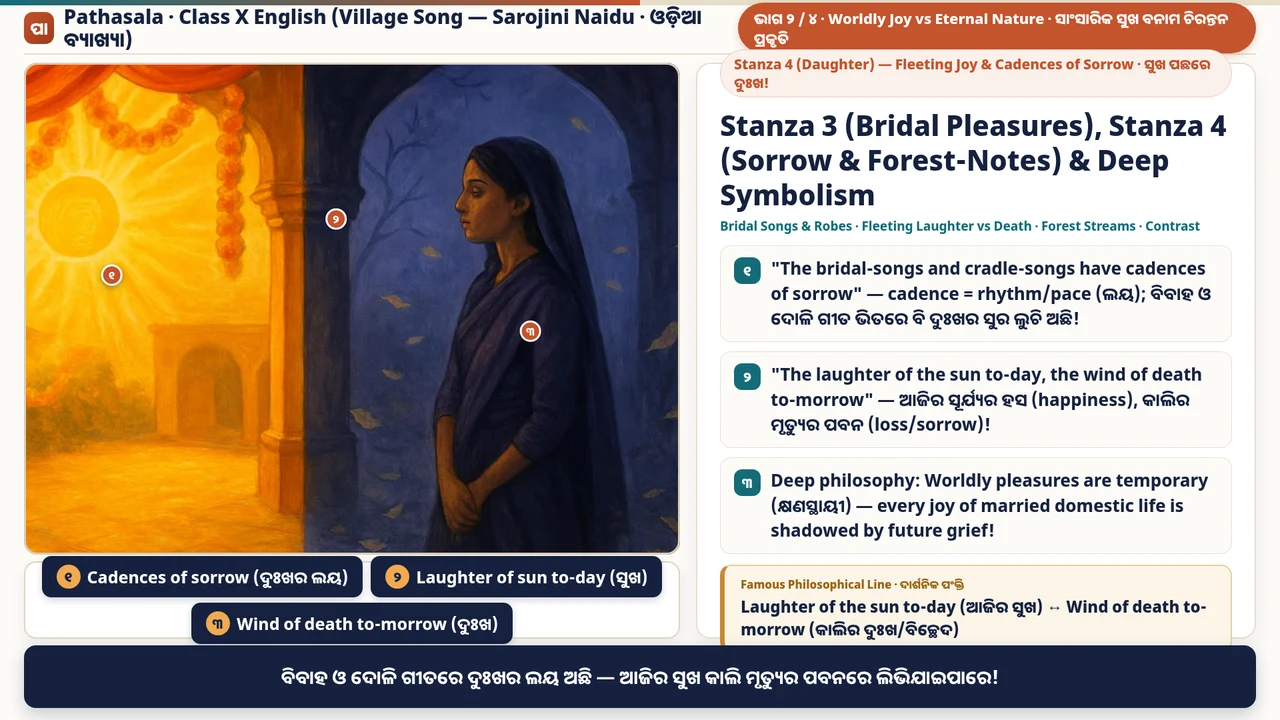 ପା
Pathasala · Class X English (Village Song — Sarojini Naidu · ଓଡ଼ିଆ
ବ୍ୟାଖ୍ୟା)
ଭାଗ ୨ / ୪ · Worldly Joy vs Eternal Nature · ସାଂସାରିକ ସୁଖ ବନାମ ଚିରନ୍ତନ
ପ୍ରକୃତି
୧
୨
୩
୧ Cadences of sorrow (ଦୁଃଖର ଲୟ)
୨ Laughter of sun to-day (ସୁଖ)
୩ Wind of death to-morrow (ଦୁଃଖ)
Stanza 4 (Daughter) — Fleeting Joy & Cadences of Sorrow · ସୁଖ ପଛରେ
ଦୁଃଖ!
Stanza 3 (Bridal Pleasures), Stanza 4
(Sorrow & Forest-Notes) & Deep
Symbolism
Bridal Songs & Robes · Fleeting Laughter vs Death · Forest Streams · Contrast
୧ "The bridal-songs and cradle-songs have cadences
of sorrow" — cadence = rhythm/pace (ଲୟ); ବିବାହ ଓ
ଦୋଳି ଗୀତ ଭିତରେ ବି ଦୁଃଖର ସୁର ଲୁଚି ଅଛି!
୨ "The laughter of the sun to-day, the wind of death
to-morrow" — ଆଜିର ସୂର୍ଯ୍ୟର ହସ (happiness), କାଲିର
ମୃତ୍ୟୁର ପବନ (loss/sorrow)!
୩ Deep philosophy: Worldly pleasures are temporary
(କ୍ଷଣସ୍ଥାୟୀ) — every joy of married domestic life is
shadowed by future grief!
Famous Philosophical Line · ଦାର୍ଶନିକ ପଂକ୍ତି
Laughter of the sun to-day (ଆଜିର ସୁଖ) ↔ Wind of death to-
morrow (କାଲିର ଦୁଃଖ/ବିଚ୍ଛେଦ)
ବିବାହ ଓ ଦୋଳି ଗୀତରେ ଦୁଃଖର ଲୟ ଅଛି — ଆଜିର ସୁଖ କାଲି ମୃତ୍ୟୁର ପବନରେ ଲିଭିଯାଇପାରେ!